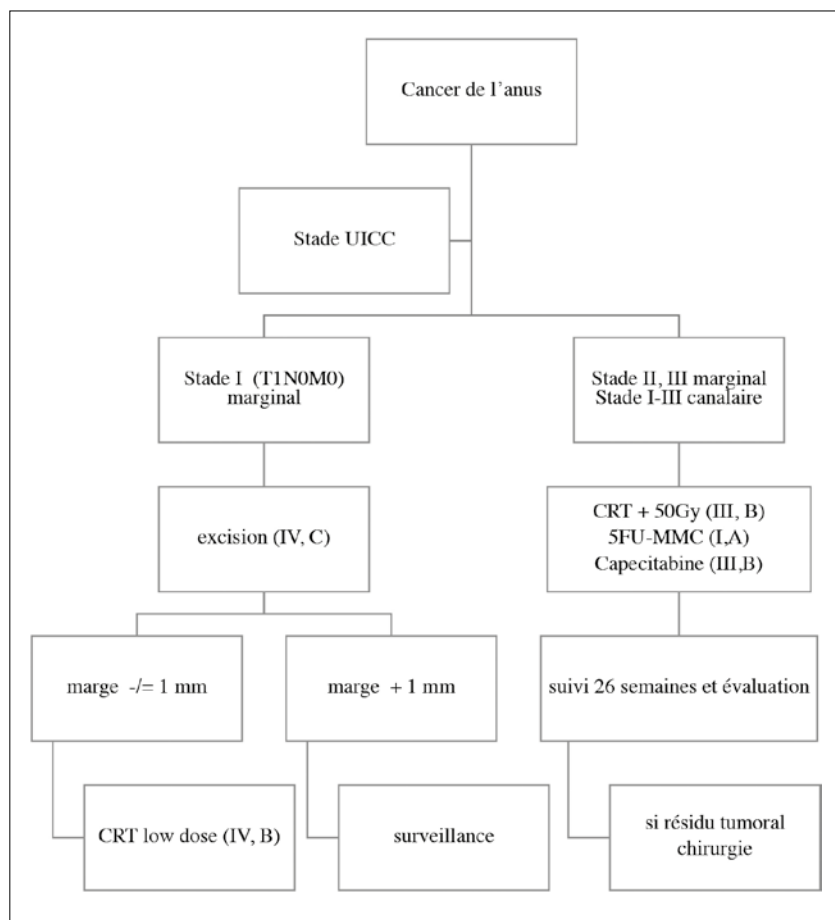 Cancer de l'anus
Stade UICC
Stade I (T1N0M0)
marginal
Stade II, III marginal
Stade I-III canalaire
excision (IV, C)
CRT + 50Gy (III, B)
5FU-MMC (I,A)
Capecitabine (III,B)
marge -/= 1 mm
marge + 1 mm
suivi 26 semaines et évaluation
CRT low dose (IV, B)
surveillance
si résidu tumoral
chirurgie